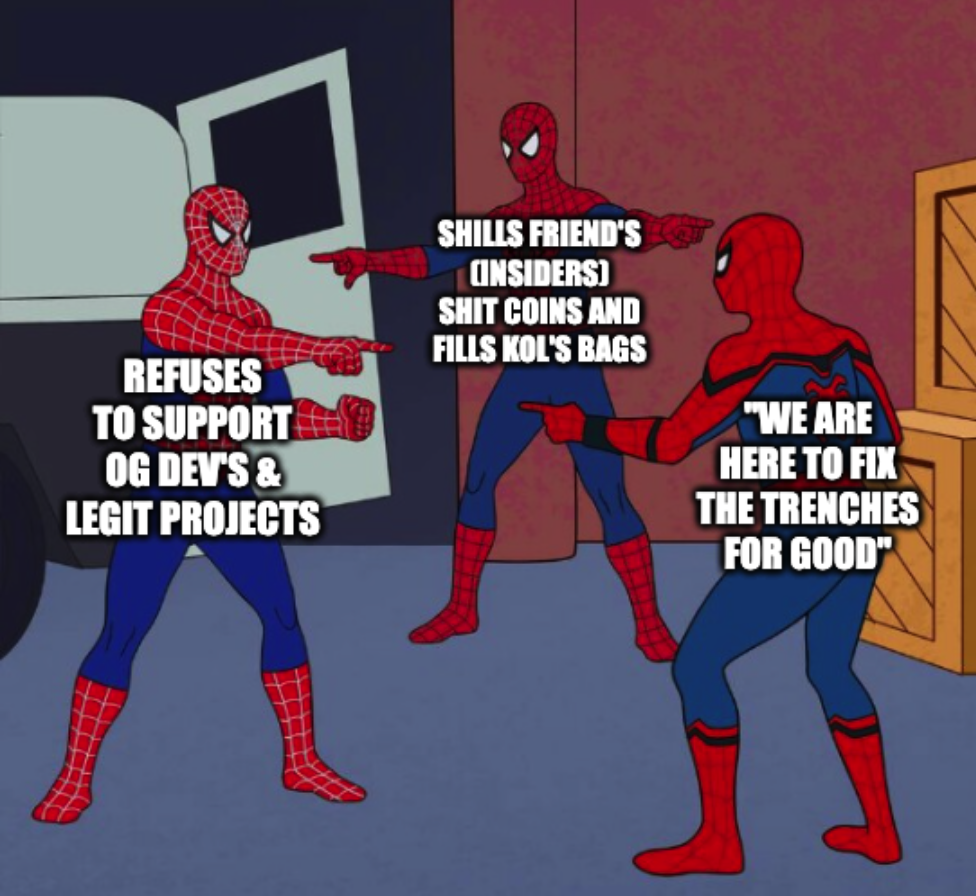 REFUSES
TO SUPPORT
OG DEV'S &
LEGIT PROJECTS
SHILLS FRIEND'S
(INSIDERS)
SHIT COINS AND
FILLS KOL'S BAGS
"WE ARE
HERE TO FIX
THE TRENCHES
FOR GOOD"